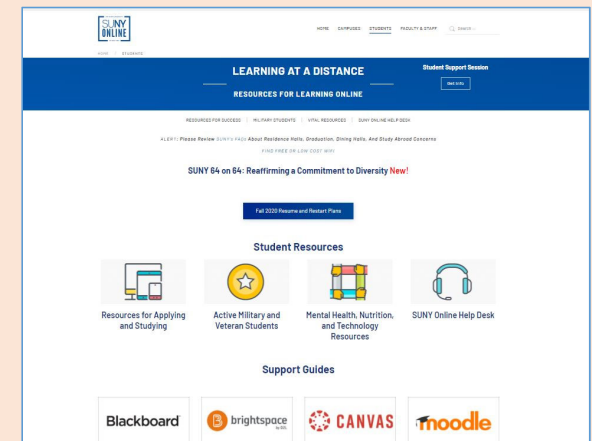 SUNY
ONLINE
HOME CAMPUSES STUDENTS FACULTY & STAFF
HOME STUDENTS
LEARNING AT A DISTANCE
RESOURCES FOR LEARNING ONLINE
Student Support Session
Get Info
RESOURCES FOR SUCCESS | MILITARY STUDENTS | VITAL RESOURCES | SUNY ONLINE HELP DESK
ALERT: Please Review SUNY'S FAQs About Residence Halls, Graduation, Dining Halls, And Study Abroad Concerns
FIND FREE OR LOW COST WIFI
SUNY 64 on 64: Reaffirming a Commitment to Diversity New!
Fall 2020 Resume and Restart Plans
Student Resources
Resources for Applying
and Studying
Active Military and
Veteran Students
Mental Health, Nutrition,
and Technology
Resources
SUNY Online Help Desk
Support Guides
Blackboard
brightspace
CANVAS
moodle